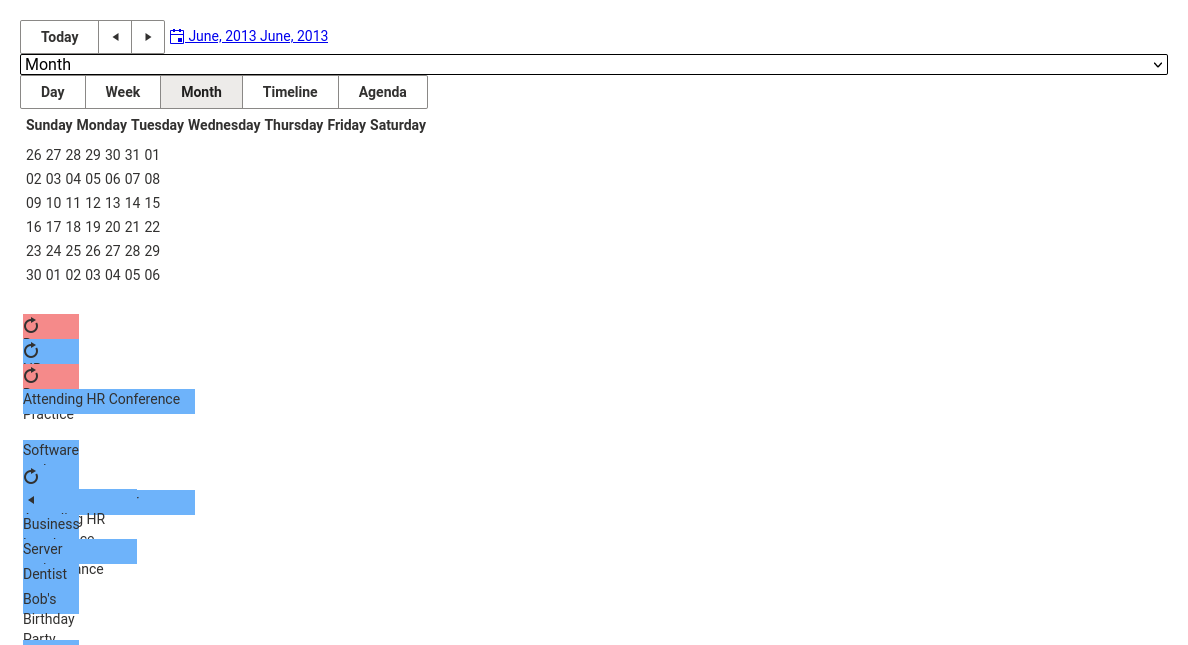 Today June, 2013 June, 2013
Month
Day Week Month Timeline Agenda
Sunday Monday Tuesday Wednesday Thursday Friday Saturday
26 27 28 29 30 31 01
02 03 04 05 06 07 08
09 10 11 12 13 14 15
16 17 18 19 20 21 22
23 24 25 26 27 28 29
30 01 02 03 04 05 06
Attending HR Conference
Practice
Software
HR
Business
Server
Dentist
Bob's
Birthday
Party